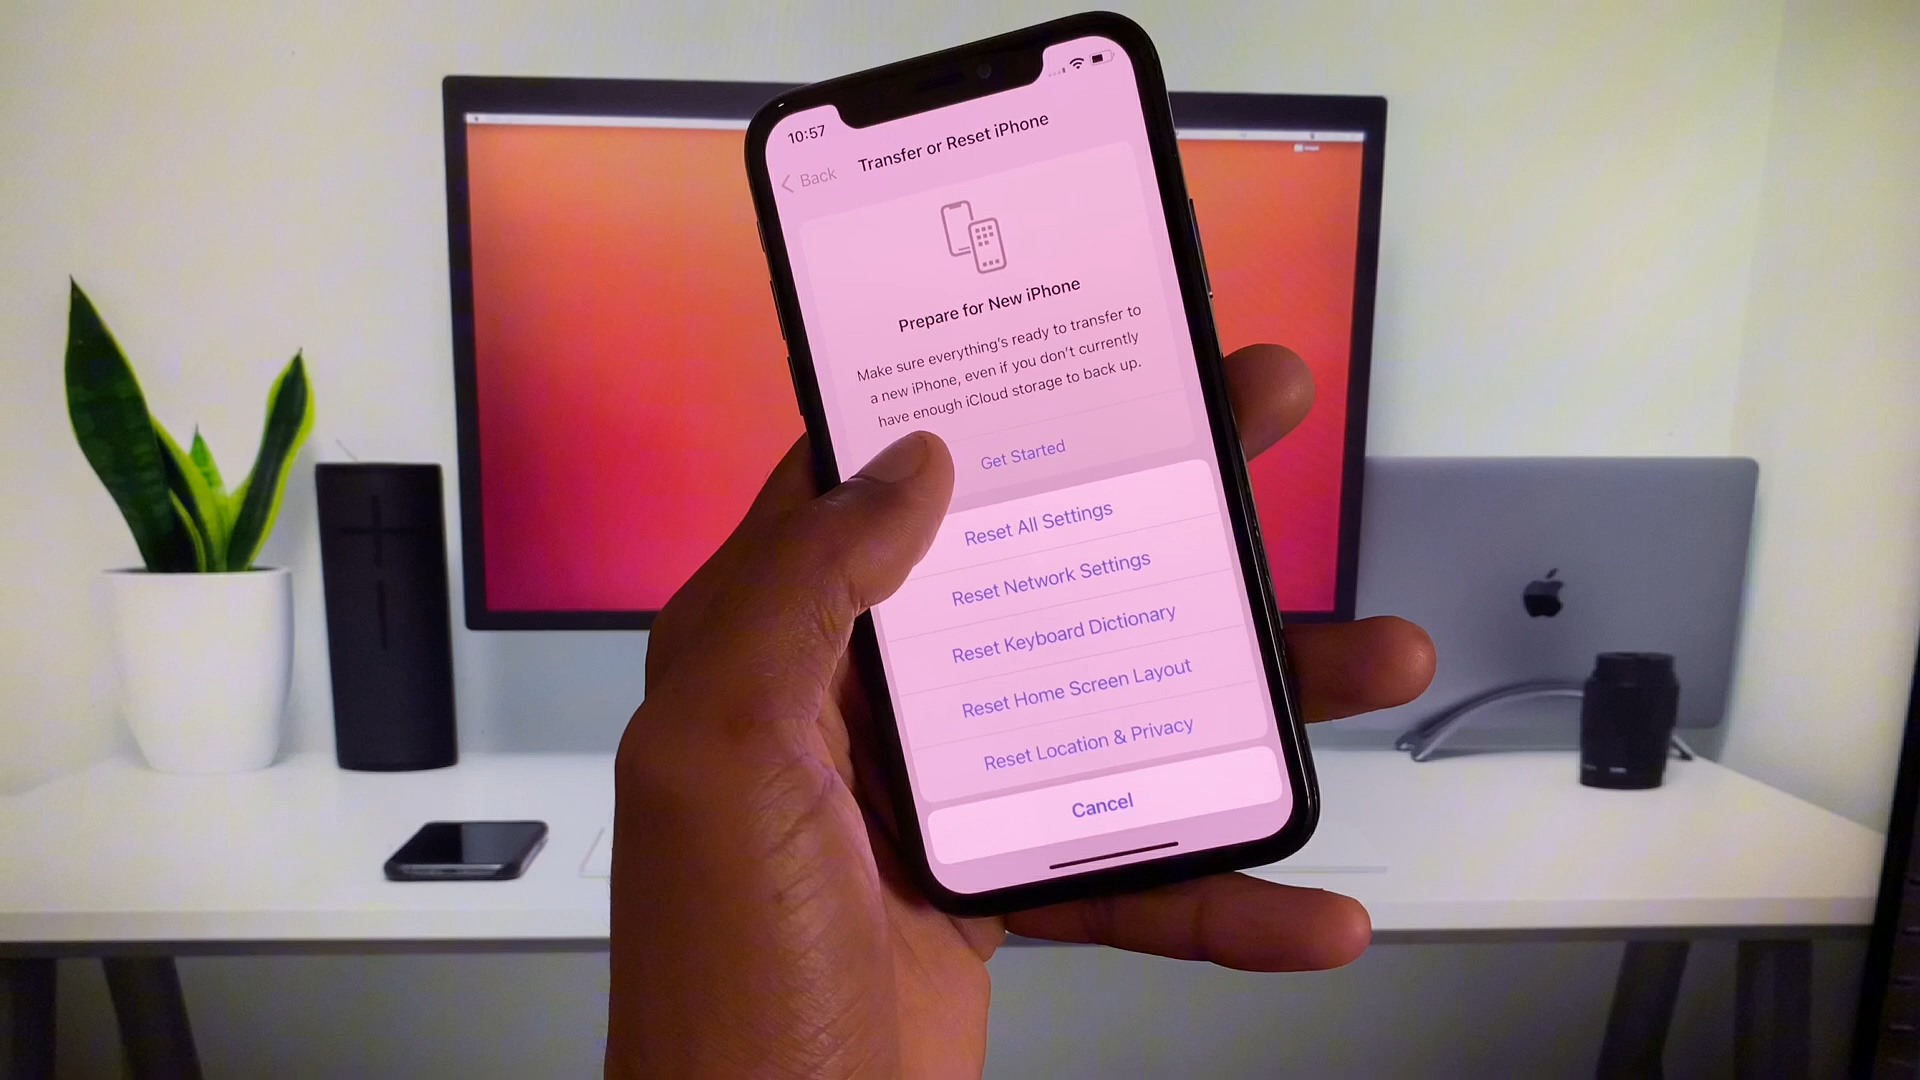 10:57
Back
Transfer or Reset iPhone
Prepare for New iPhone
Make sure everything's ready to transfer to
a new iPhone, even if you don't currently
have enough iCloud storage to back up.
Get Started
Reset All Settings
Reset Network Settings
Reset Keyboard Dictionary
Reset Home Screen Layout
Reset Location & Privacy
Cancel